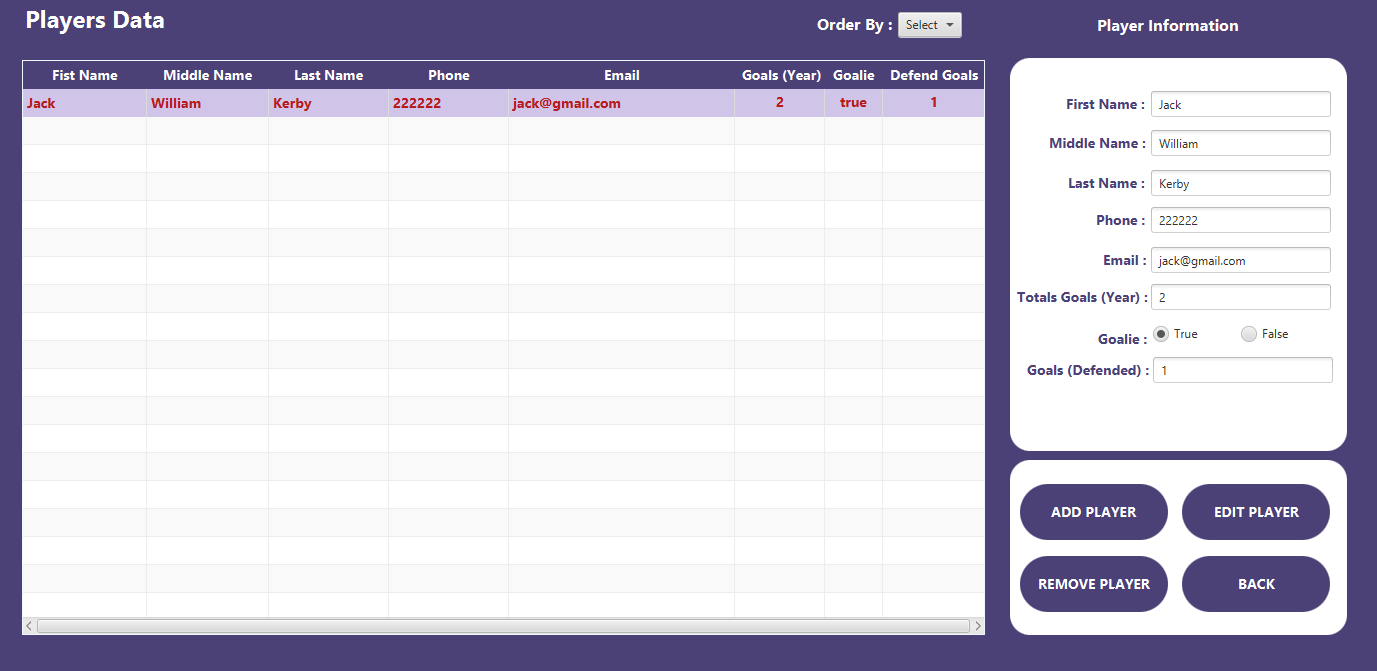 Players Data
Order By : Select
Player Information
Fist Name Middle Name Last Name Phone Email Goals (Year) Goalie Defend Goals
Jack William Kerby 222222 jack@gmail.com 2 true 1
First Name : Jack
Middle Name : William
Last Name : Kerby
Phone : 222222
Email : jack@gmail.com
Totals Goals (Year) : 2
Goalie : True False
Goals (Defended) : 1
ADD PLAYER EDIT PLAYER
REMOVE PLAYER BACK